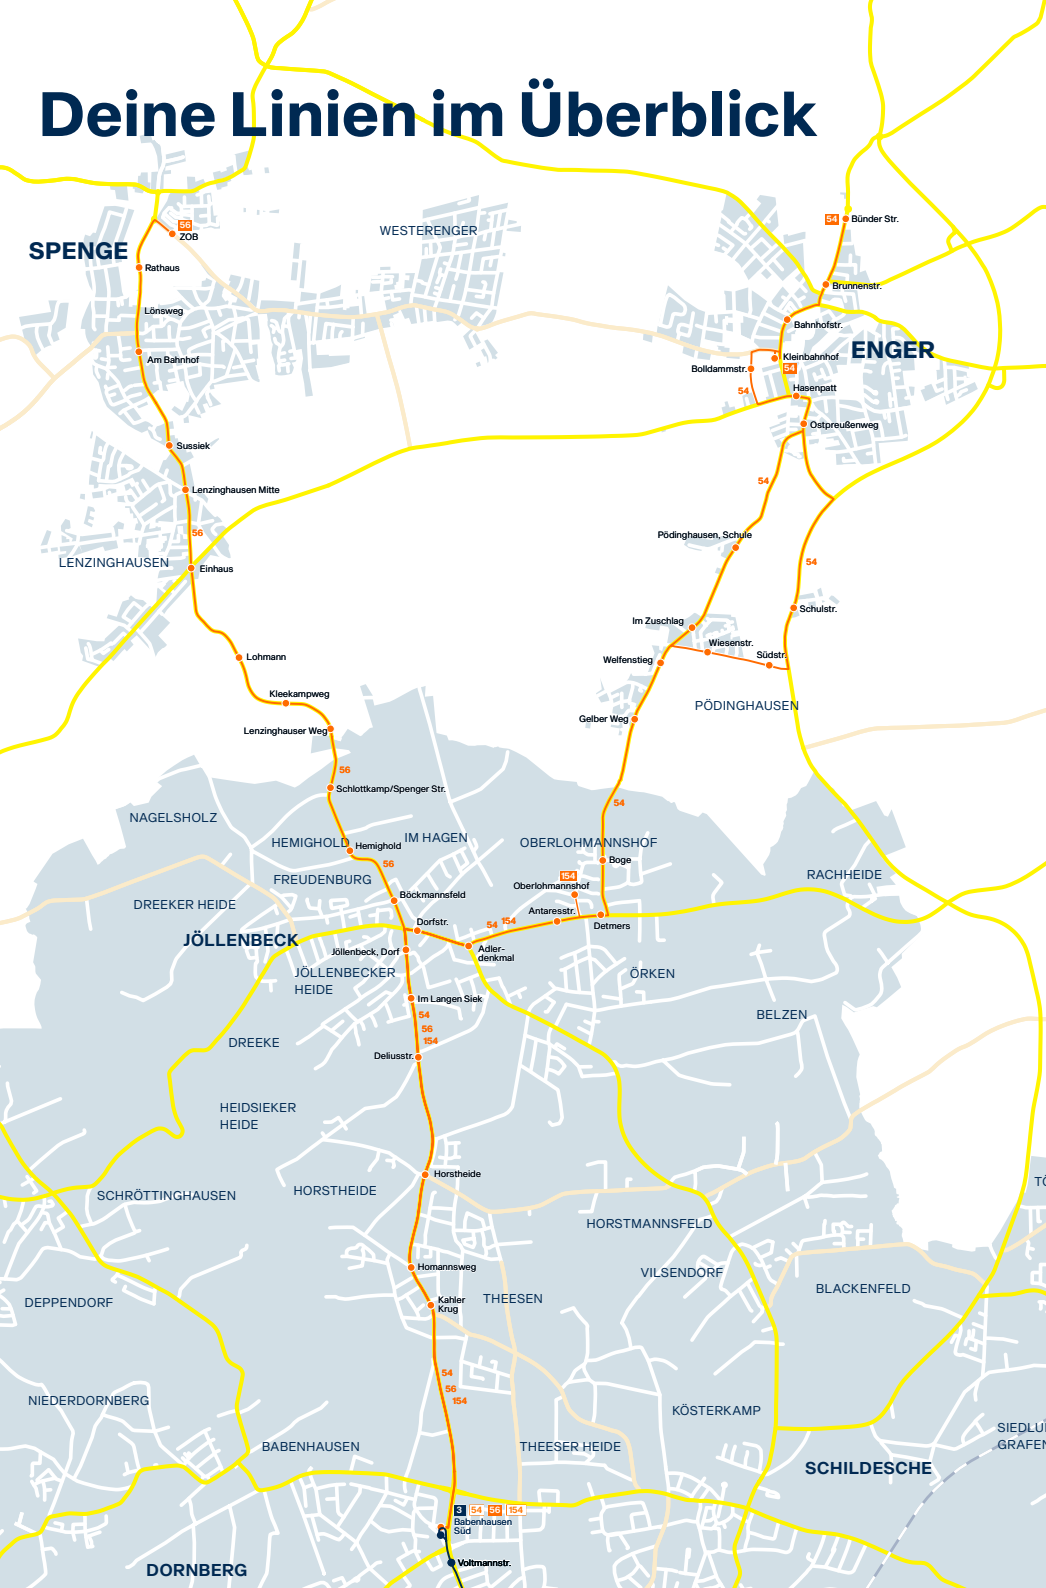 Deine Linien im Überblick
54
Bünder Str.
56
ZOB
WESTERENGER
SPENGE
Rathaus
Brunnenstr.
Lönsweg
Bahnhofstr.
ENGER
Am Bahnhof
Kleinbahnhof
Bolldammstr.
54
54
Hasenpatt
Ostpreußenweg
Sussiek
54
Lenzinghausen Mitte
56
Pödinghausen, Schule
LENZINGHAUSEN
Einhaus
54
Schulstr.
Im Zuschlag
Wiesenstr.
Südstr.
Lohmann
Welfenstieg
Kleekampweg
PÖDINGHAUSEN
Gelber Weg
Lenzinghauser Weg
56
Schlottkamp/Spenger Str.
54
NAGELSHOLZ
IM HAGEN
HEMIGHOLD
Hemighold
OBERLOHMANNSHOF
56
Boge
FREUDENBURG
154
RACHHEIDE
Oberlohmannshof
Böckmannsfeld
DREEKER HEIDE
Antaresstr.
Dorfstr.
54
154
Detmers
JÖLLENBECK
Jöllenbeck, Dorf
Adler-
denkmal
JÖLLENBECKER
HEIDE
ÖRKEN
Im Langen Siek
54
BELZEN
56
154
DREEKE
Deliusstr.
HEIDSIEKER
HEIDE
Horstheide
TÖ
HORSTHEIDE
SCHRÖTTINGHAUSEN
HORSTMANNSFELD
Homannsweg
VILSENDORF
BLACKENFELD
DEPPENDORF
Kahler
Krug
THEESEN
54
56
154
NIEDERDORNBERG
KÖSTERKAMP
SIEDLU
GRAFEN
BABENHAUSEN
THEESER HEIDE
SCHILDESCHE
3
54
56
154
Babenhausen
Süd
Voltmannstr.
DORNBERG